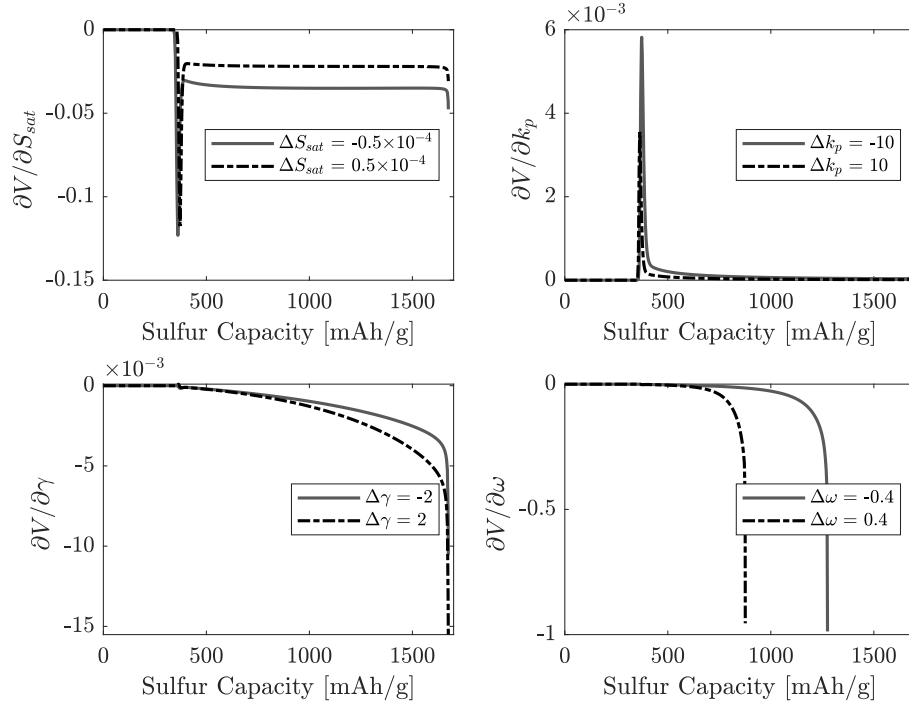 0
-0.05
-0.1
-0.15
∂V/∂S_sat
ΔS_sat = -0.5×10⁻⁴
ΔS_sat = 0.5×10⁻⁴
0 500 1000 1500
Sulfur Capacity [mAh/g]
×10⁻³
6
4
2
0
∂V/∂k_p
Δk_p = -10
Δk_p = 10
0 500 1000 1500
Sulfur Capacity [mAh/g]
×10⁻³
0
-5
-10
-15
∂V/∂γ
Δγ = -2
Δγ = 2
0 500 1000 1500
Sulfur Capacity [mAh/g]
0
-0.5
-1
∂V/∂ω
Δω = -0.4
Δω = 0.4
0 500 1000 1500
Sulfur Capacity [mAh/g]